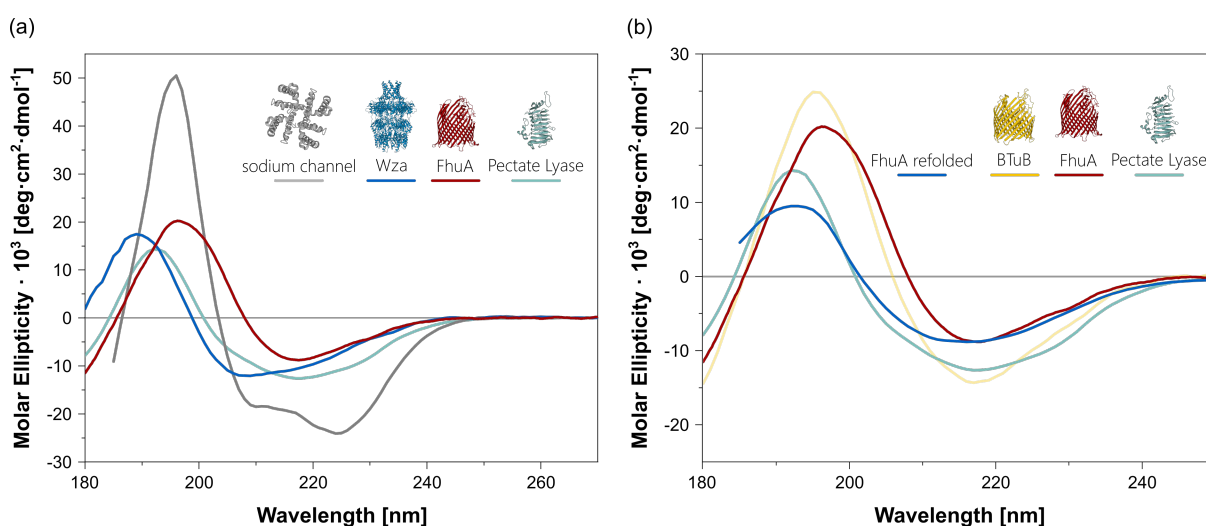 (a)
Molar Ellipticity · 10³ [deg·cm²·dmol⁻¹]
50
40
30
20
10
0
-10
-20
-30
sodium channel Wza FhuA Pectate Lyase
180 200 220 240 260
Wavelength [nm]
(b)
Molar Ellipticity · 10³ [deg·cm²·dmol⁻¹]
30
20
10
0
-10
-20
FhuA refolded BTuB FhuA Pectate Lyase
180 200 220 240
Wavelength [nm]